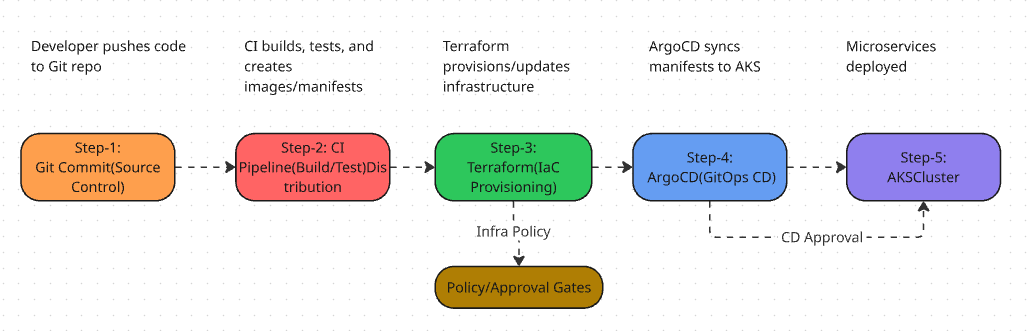 Developer pushes code
to Git repo
CI builds, tests, and
creates
images/manifests
Terraform
provisions/updates
infrastructure
ArgoCD syncs
manifests to AKS
Microservices
deployed
Step-1:
Git Commit(Source
Control)
Step-2: CI
Pipeline(Build/Test)Dis
tribution
Step-3:
Terraform(IaC
Provisioning)
Step-4:
ArgoCD(GitOps CD)
Step-5:
AKSCluster
Infra Policy
CD Approval
Policy/Approval Gates